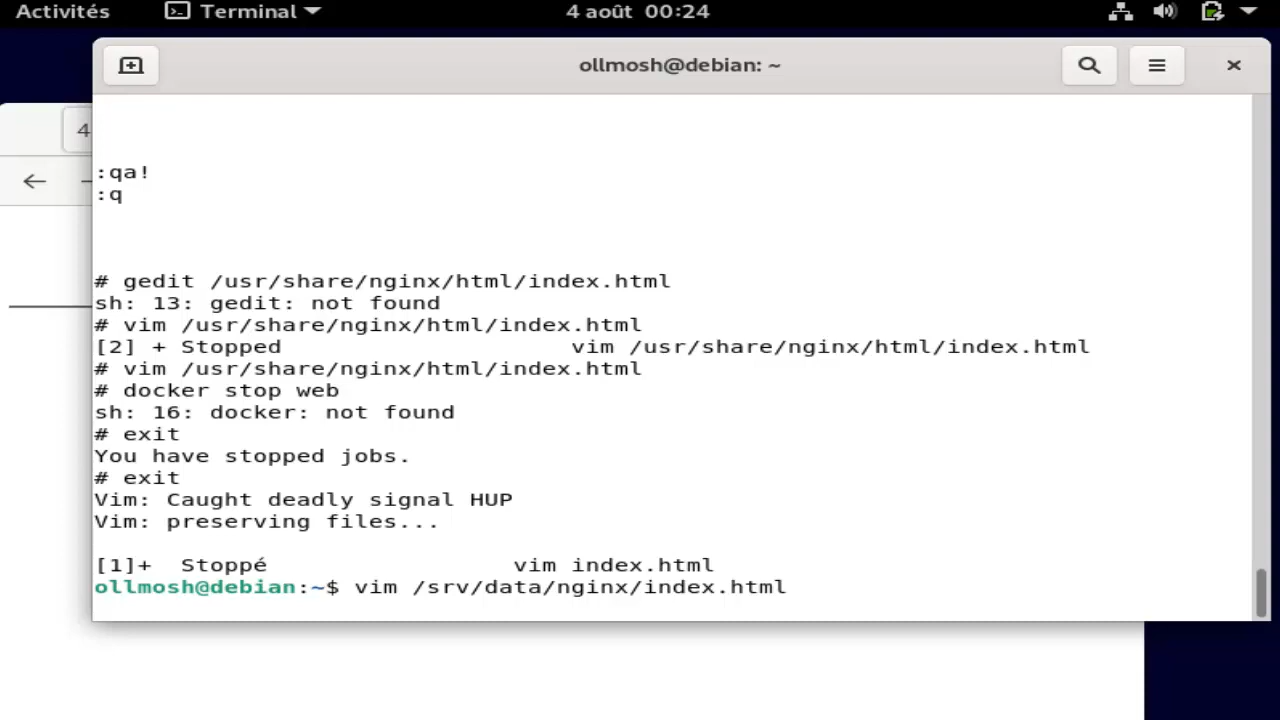 Activités
Terminal
4 août 00:24
ollmosh@debian: ~
4
:qa!
:q
# gedit /usr/share/nginx/html/index.html
sh: 13: gedit: not found
# vim /usr/share/nginx/html/index.html
[2] + Stopped                    vim /usr/share/nginx/html/index.html
# vim /usr/share/nginx/html/index.html
# docker stop web
sh: 16: docker: not found
# exit
You have stopped jobs.
# exit
Vim: Caught deadly signal HUP
Vim: preserving files...
[1]+  Stoppé                 vim index.html
ollmosh@debian:~$ vim /srv/data/nginx/index.html